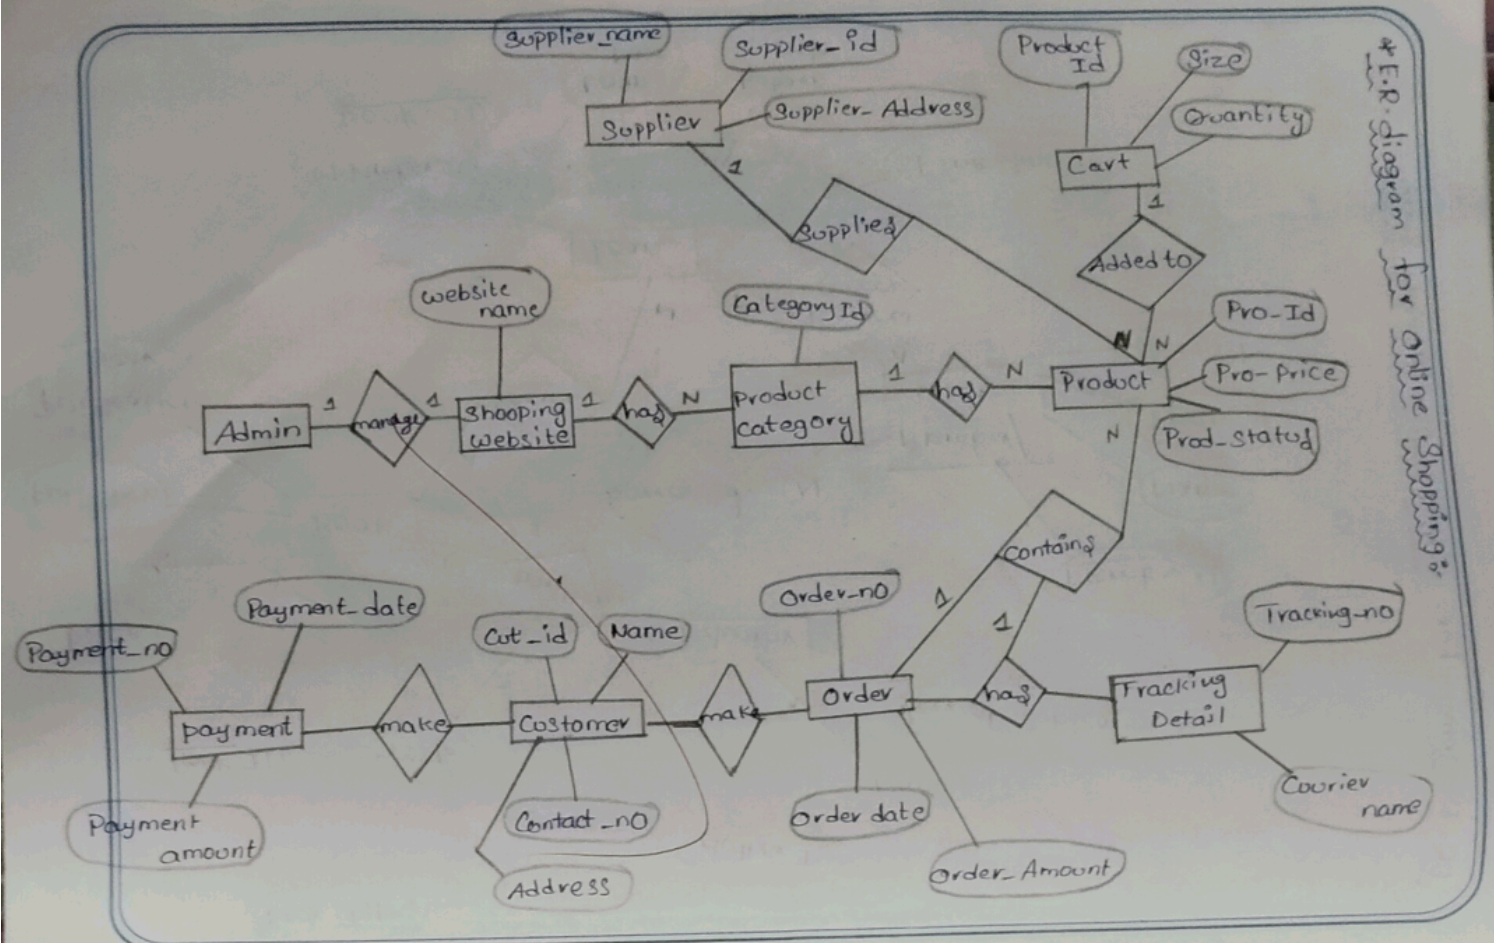 *E.R.diagram for online Shopping:
Supplier_name
Supplier_id
Supplier_Address
Supplier
1
Supplies
Product
Id
Size
Quantity
Cart
1
Added to
N
N
website
name
CategoryId
Pro-Id
Pro-Price
Prod_status
Admin
1
manage
1
Shooping
website
1
has
N
Product
category
1
has
N
Product
N
Contains
1
1
Payment_date
Payment_no
payment
Payment
amount
make
Cut_id
Name
Customer
Contact_no
Address
make
Order_no
Order
Order date
Order_Amount
has
Tracking
Detail
Tracking_no
Courier
name